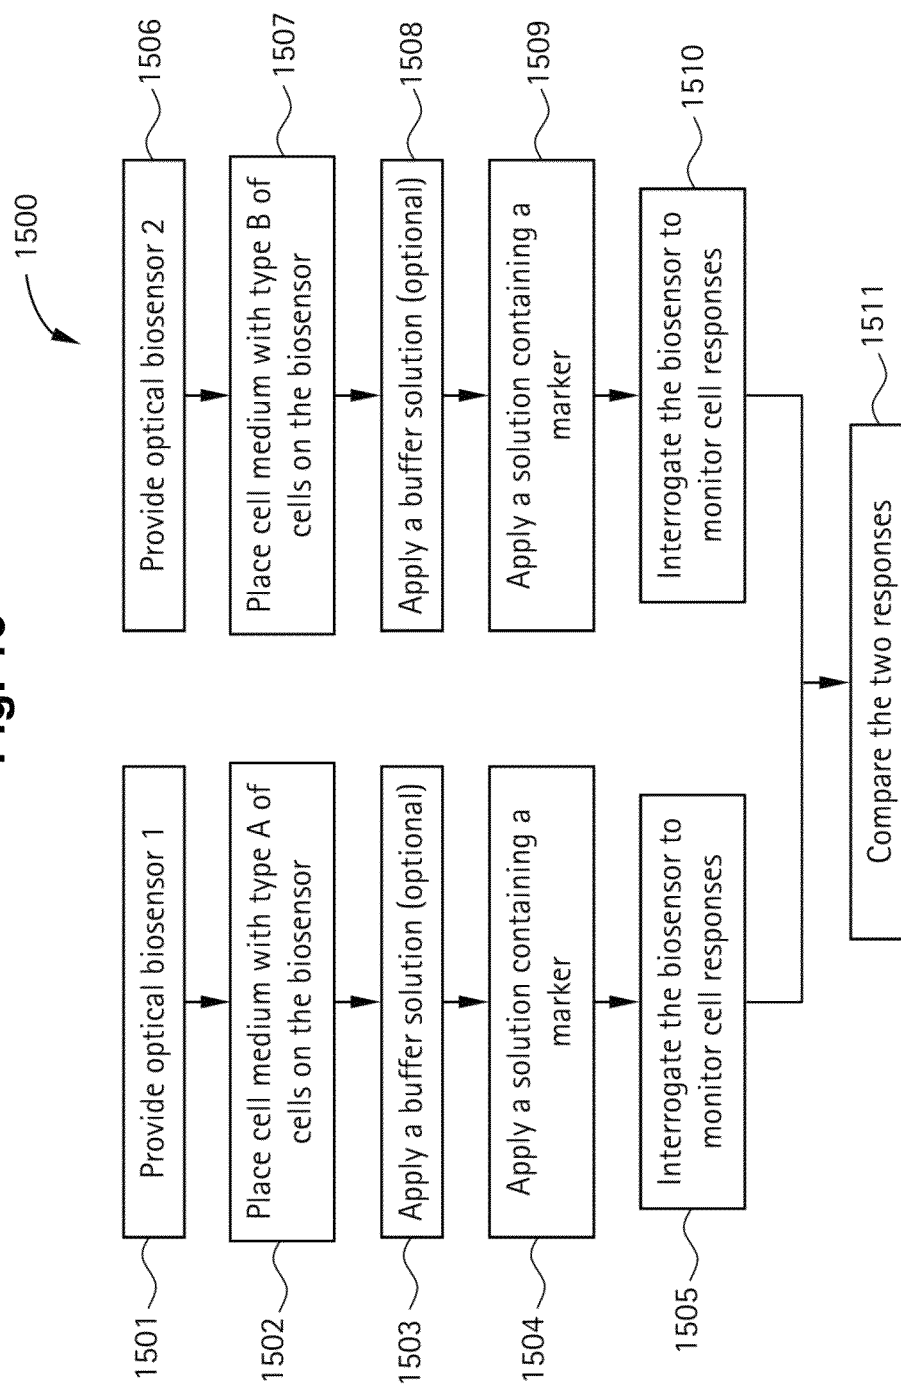 Fig.
1500
1501
Provide optical biosensor 1
1502
Place cell medium with type A of
cells on the biosensor
1503
Apply a buffer solution (optional)
1504
Apply a solution containing a
marker
1505
Interrogate the biosensor to
monitor cell responses
Provide optical biosensor 2
1506
Place cell medium with type B of
cells on the biosensor
1507
Apply a buffer solution (optional)
1508
Apply a solution containing a
marker
1509
Interrogate the biosensor to
monitor cell responses
1510
Compare the two responses
1511